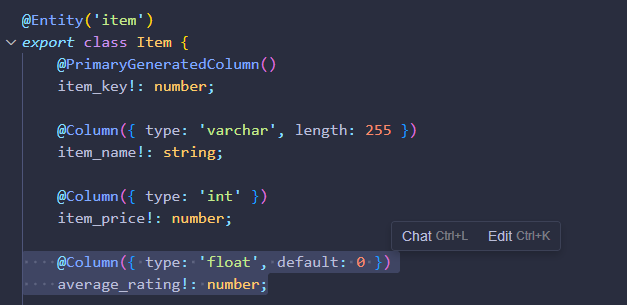 @Entity('item')
export class Item {
@PrimaryGeneratedColumn()
item_key!: number;
@Column({ type: 'varchar', length: 255 })
item_name!: string;
@Column({ type: 'int' })
item_price!: number;
Chat Ctrl+L Edit Ctrl+K
@Column({ type: 'float', default: 0 })
average_rating!: number;